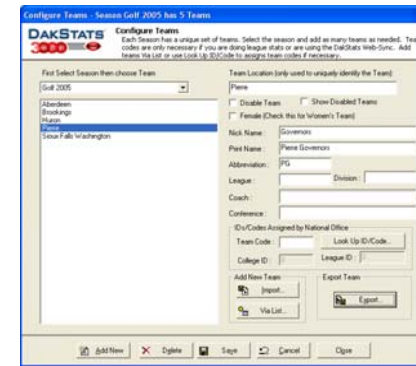 Configure Teams - Season Golf 2005 has 5 Teams
DAKSTATS
3000
Configure Teams
Each Season has a unique set of teams. Select the season and add as many teams as needed. Tea
codes are only necessary if you are doing league stats or are using the DakStats Web-Sync. Add
teams Via List or use Look Up ID/Code to assigns team codes if necessary.
First Select Season then choose Team
Golf 2005
Aberdeen
Brookings
Huron
Pierre
Sioux Falls Washington
Team Location (only used to uniquely identify the Team)
Pierre
Disable Team
Show Disabled Teams
Female (Check this for Women's Team)
Nick Name : Governors
Print Name : Pierre Governors
Abbreviation : PG
League :
Division :
Coach :
Conference :
IDs/Codes Assigned by National Office
Team Code :
Look Up ID/Code...
College ID :
League ID :
Add New Team
Import...
Via List...
Export Team
Export...
Add New
Delete
Save
Cancel
Close